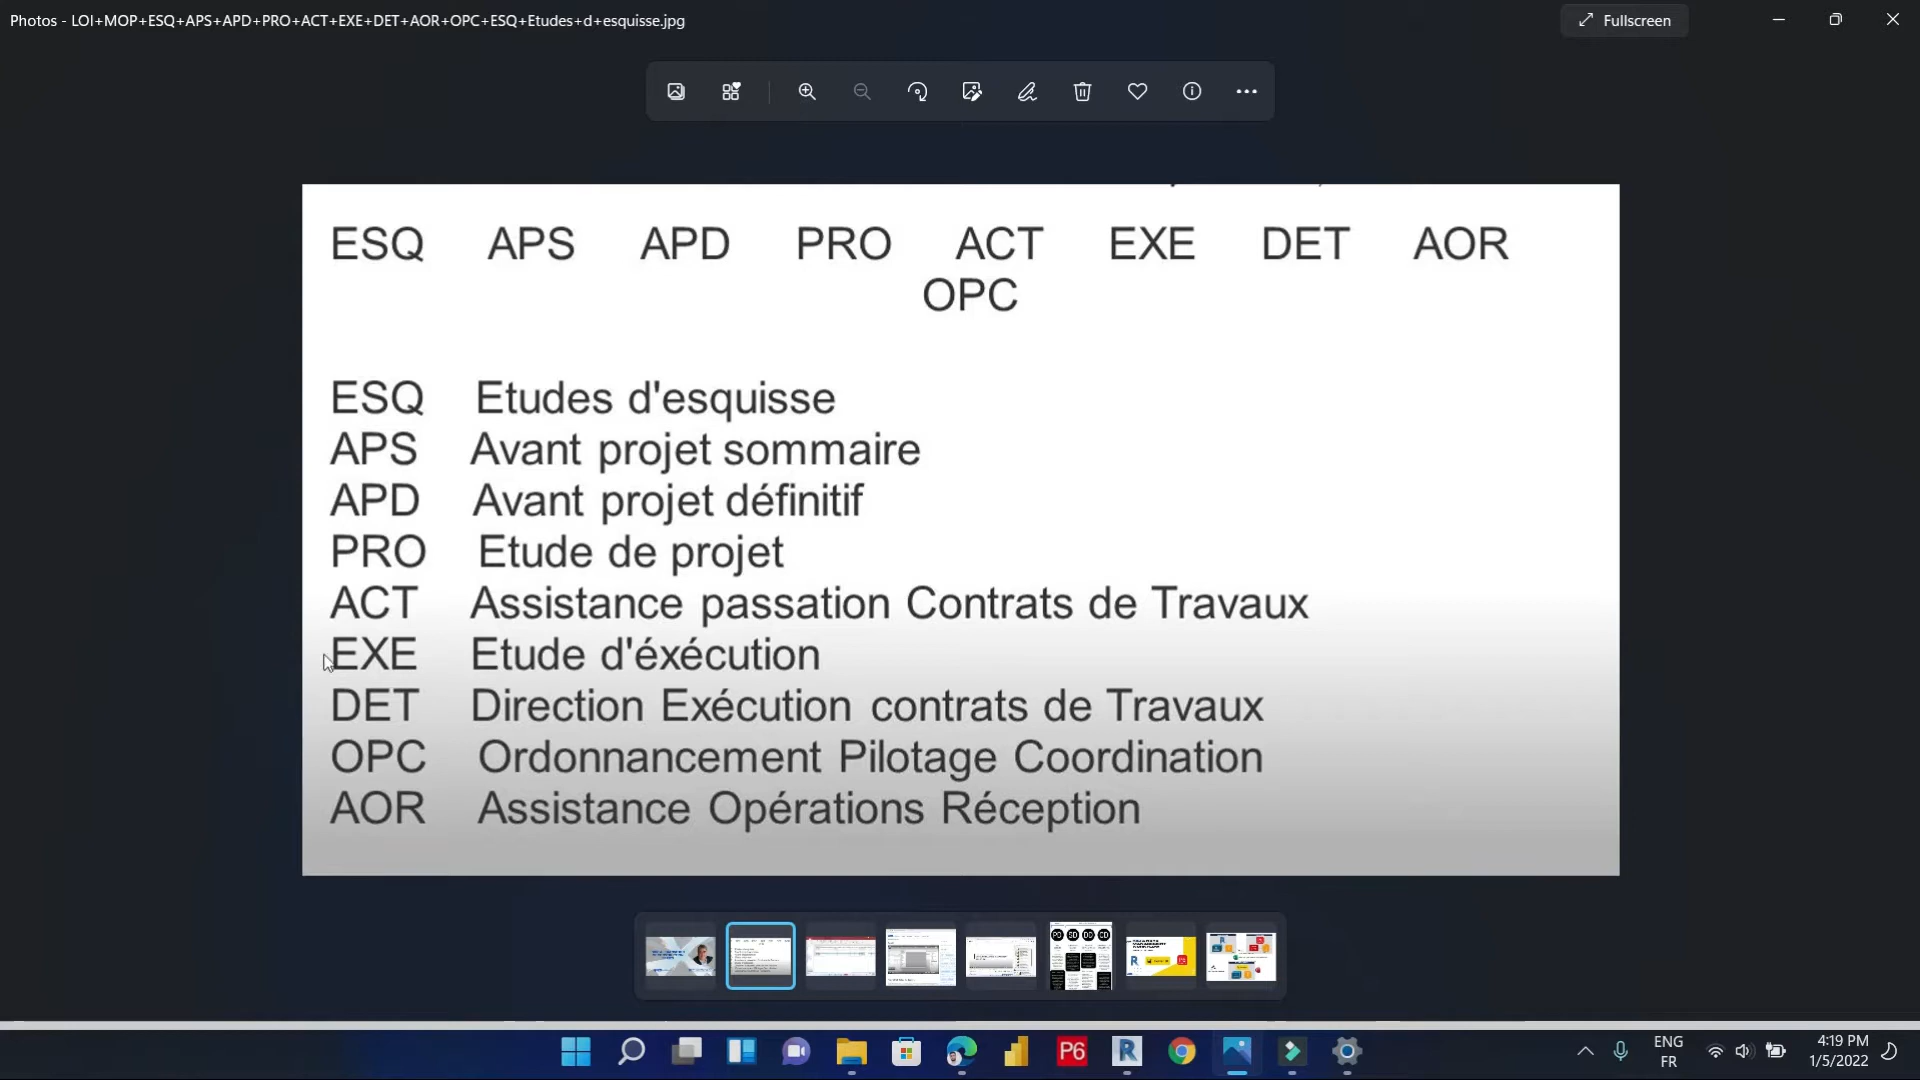 Photos - LOI+MOP+ESQ+APS+APD+PRO+ACT+EXE+DET+AOR+OPC+ESQ+Etudes+d+esquisse.jpg
Fullscreen
ESQ APS APD PRO ACT EXE DET AOR
OPC
ESQ Etudes d'esquisse
APS Avant projet sommaire
APD Avant projet définitif
PRO Etude de projet
ACT Assistance passation Contrats de Travaux
EXE Etude d'éxécution
DET Direction Exécution contrats de Travaux
OPC Ordonnancement Pilotage Coordination
AOR Assistance Opérations Réception
P6
R
ENG
FR
4:19 PM
1/5/2022